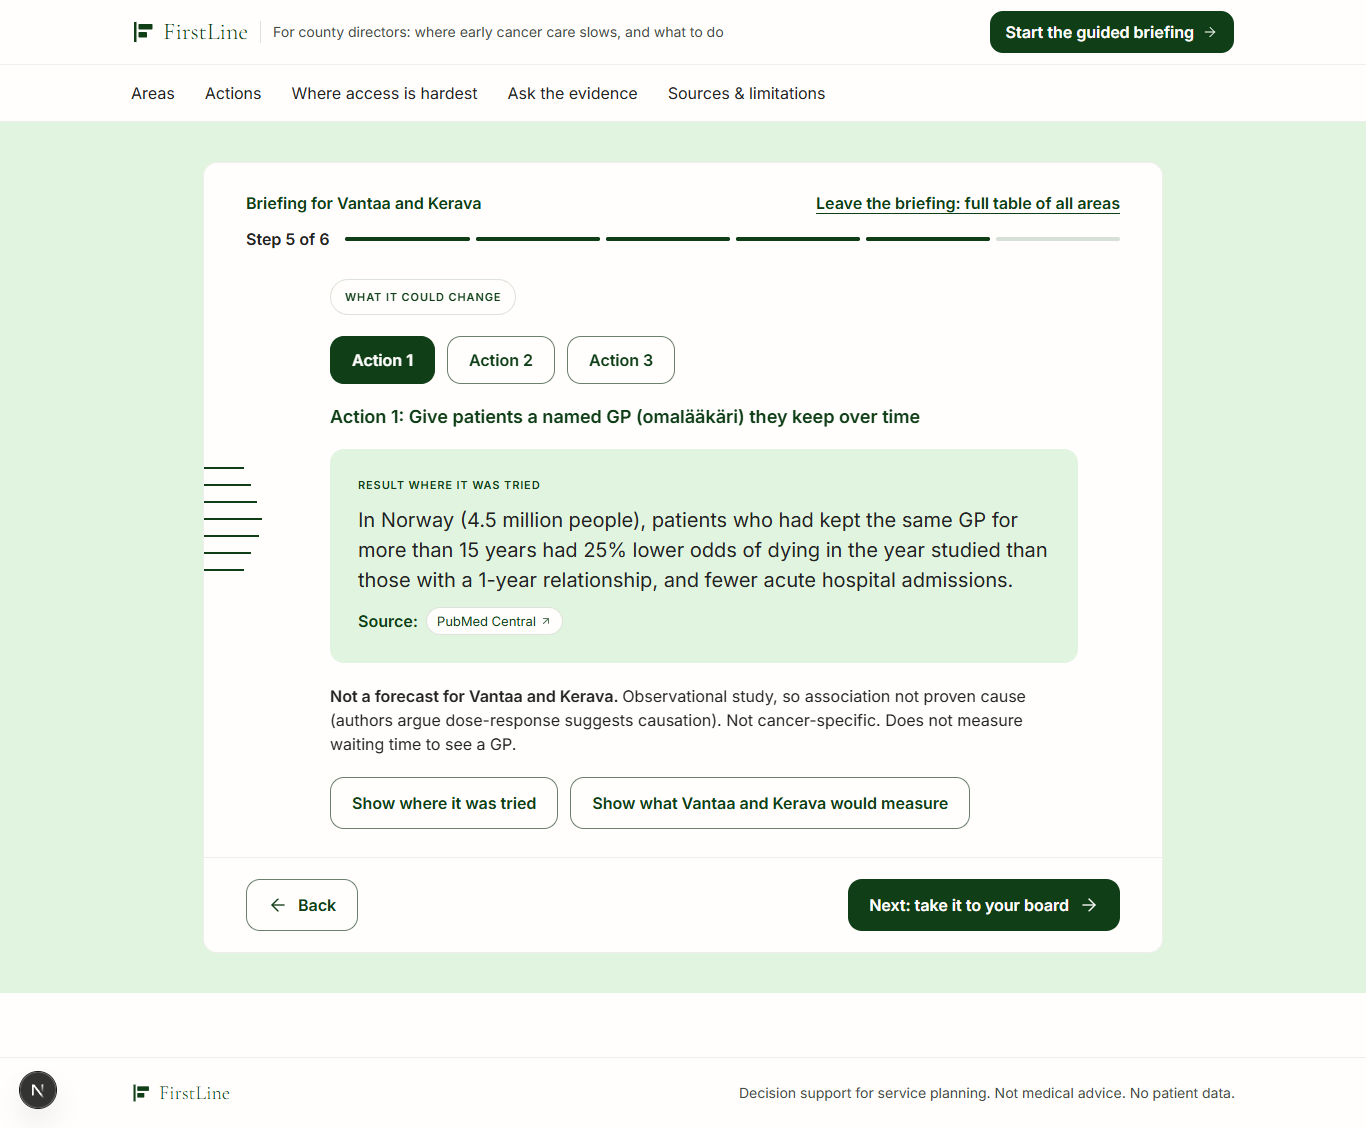 FirstLine
For county directors: where early cancer care slows, and what to do
Start the guided briefing →
Areas
Actions
Where access is hardest
Ask the evidence
Sources & limitations
Briefing for Vantaa and Kerava
Leave the briefing: full table of all areas
Step 5 of 6
WHAT IT COULD CHANGE
Action 1
Action 2
Action 3
Action 1: Give patients a named GP (omalääkäri) they keep over time
RESULT WHERE IT WAS TRIED
In Norway (4.5 million people), patients who had kept the same GP for
more than 15 years had 25% lower odds of dying in the year studied than
those with a 1-year relationship, and fewer acute hospital admissions.
Source: PubMed Central ↗
Not a forecast for Vantaa and Kerava. Observational study, so association not proven cause
(authors argue dose-response suggests causation). Not cancer-specific. Does not measure
waiting time to see a GP.
Show where it was tried
Show what Vantaa and Kerava would measure
← Back
Next: take it to your board →
N
FirstLine
Decision support for service planning. Not medical advice. No patient data.